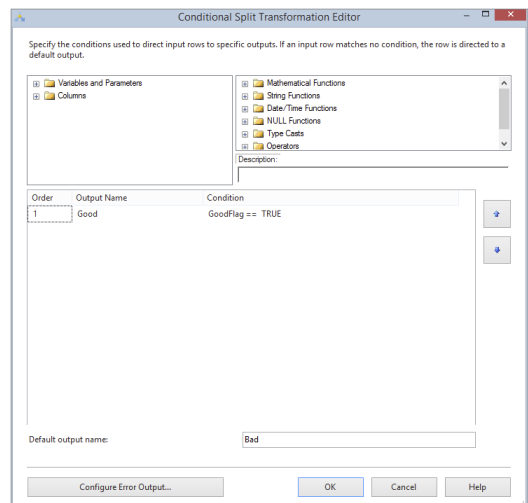 Conditional Split Transformation Editor
Specify the conditions used to direct input rows to specific outputs. If an input row matches no condition, the row is directed to a
default output.
Variables and Parameters
Columns
Mathematical Functions
String Functions
Date/Time Functions
NULL Functions
Type Casts
Operators
Description:
Order Output Name Condition
1 Good GoodFlag == TRUE
Default output name: Bad
Configure Error Output... OK Cancel Help